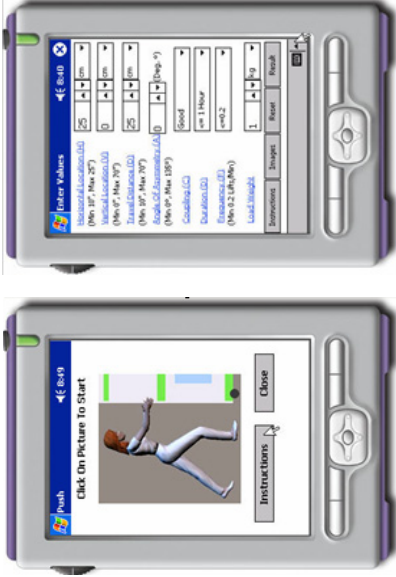 Push 8:49
Click On Picture To Start
Instructions Close
Enter Values 8:40
Horizontal Location (H) 25 cm
(Min 10", Max 25")
Vertical Location (V) 0 cm
(Min 0", Max 70")
Travel Distance (D) 25 cm
(Min 10", Max 70")
Angle Of Asymmetry (A) 0 (Deg. °)
(Min 0°, Max 135°)
Coupling (C) Good
Duration (D) <= 1 Hour
Frequency (F) <=0.2
(Min 0.2 Lifts/Min)
Load Weight 1 kg
Instructions Images Reset Result